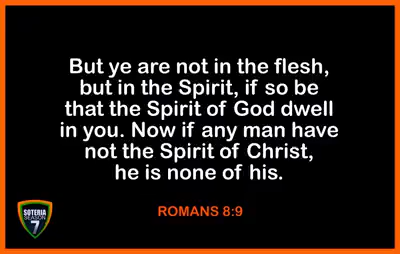 But ye are not in the flesh,
but in the Spirit, if so be
that the Spirit of God dwell
in you. Now if any man have
not the Spirit of Christ,
he is none of his.
ROMANS 8:9
SOTERIA
SEASON
7